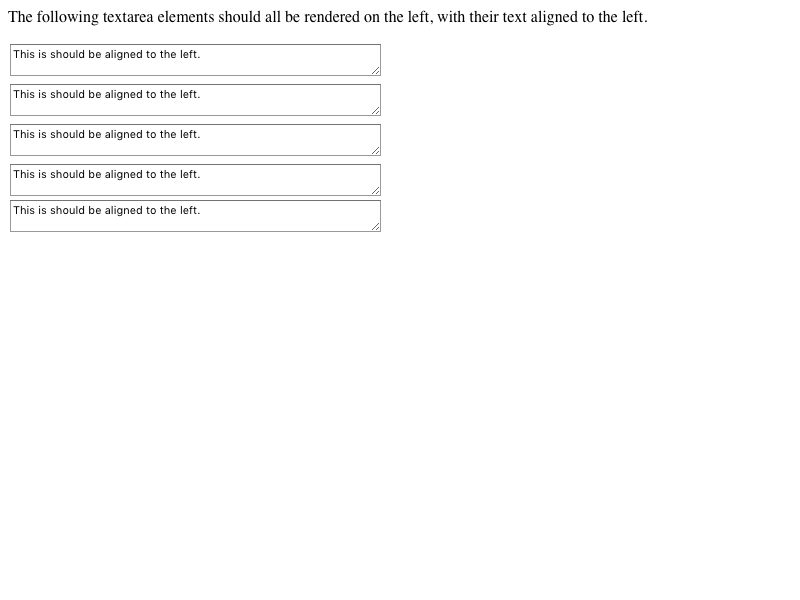 The following textarea elements should all be rendered on the left, with their text aligned to the left.
This is should be aligned to the left.
This is should be aligned to the left.
This is should be aligned to the left.
This is should be aligned to the left.
This is should be aligned to the left.